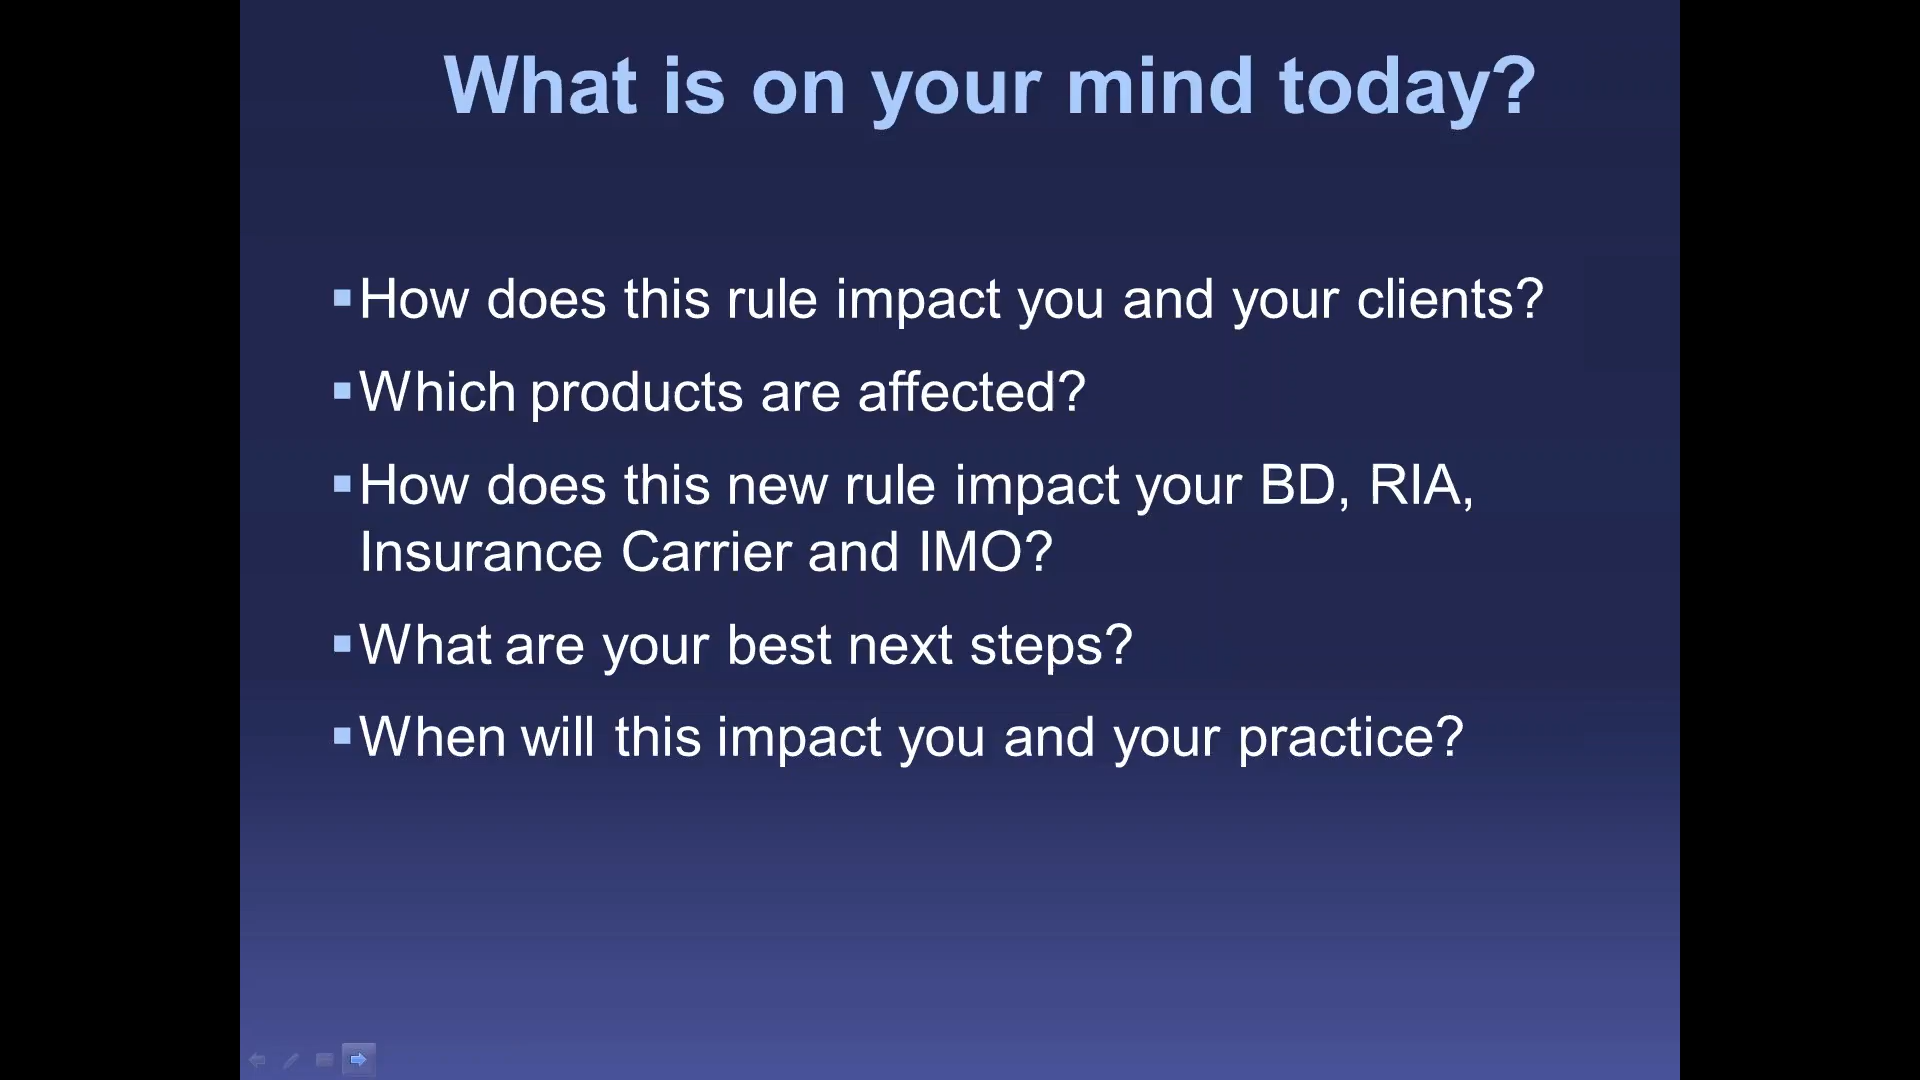 What is on your mind today?
▪How does this rule impact you and your clients?
▪Which products are affected?
▪How does this new rule impact your BD, RIA,
Insurance Carrier and IMO?
▪What are your best next steps?
▪When will this impact you and your practice?